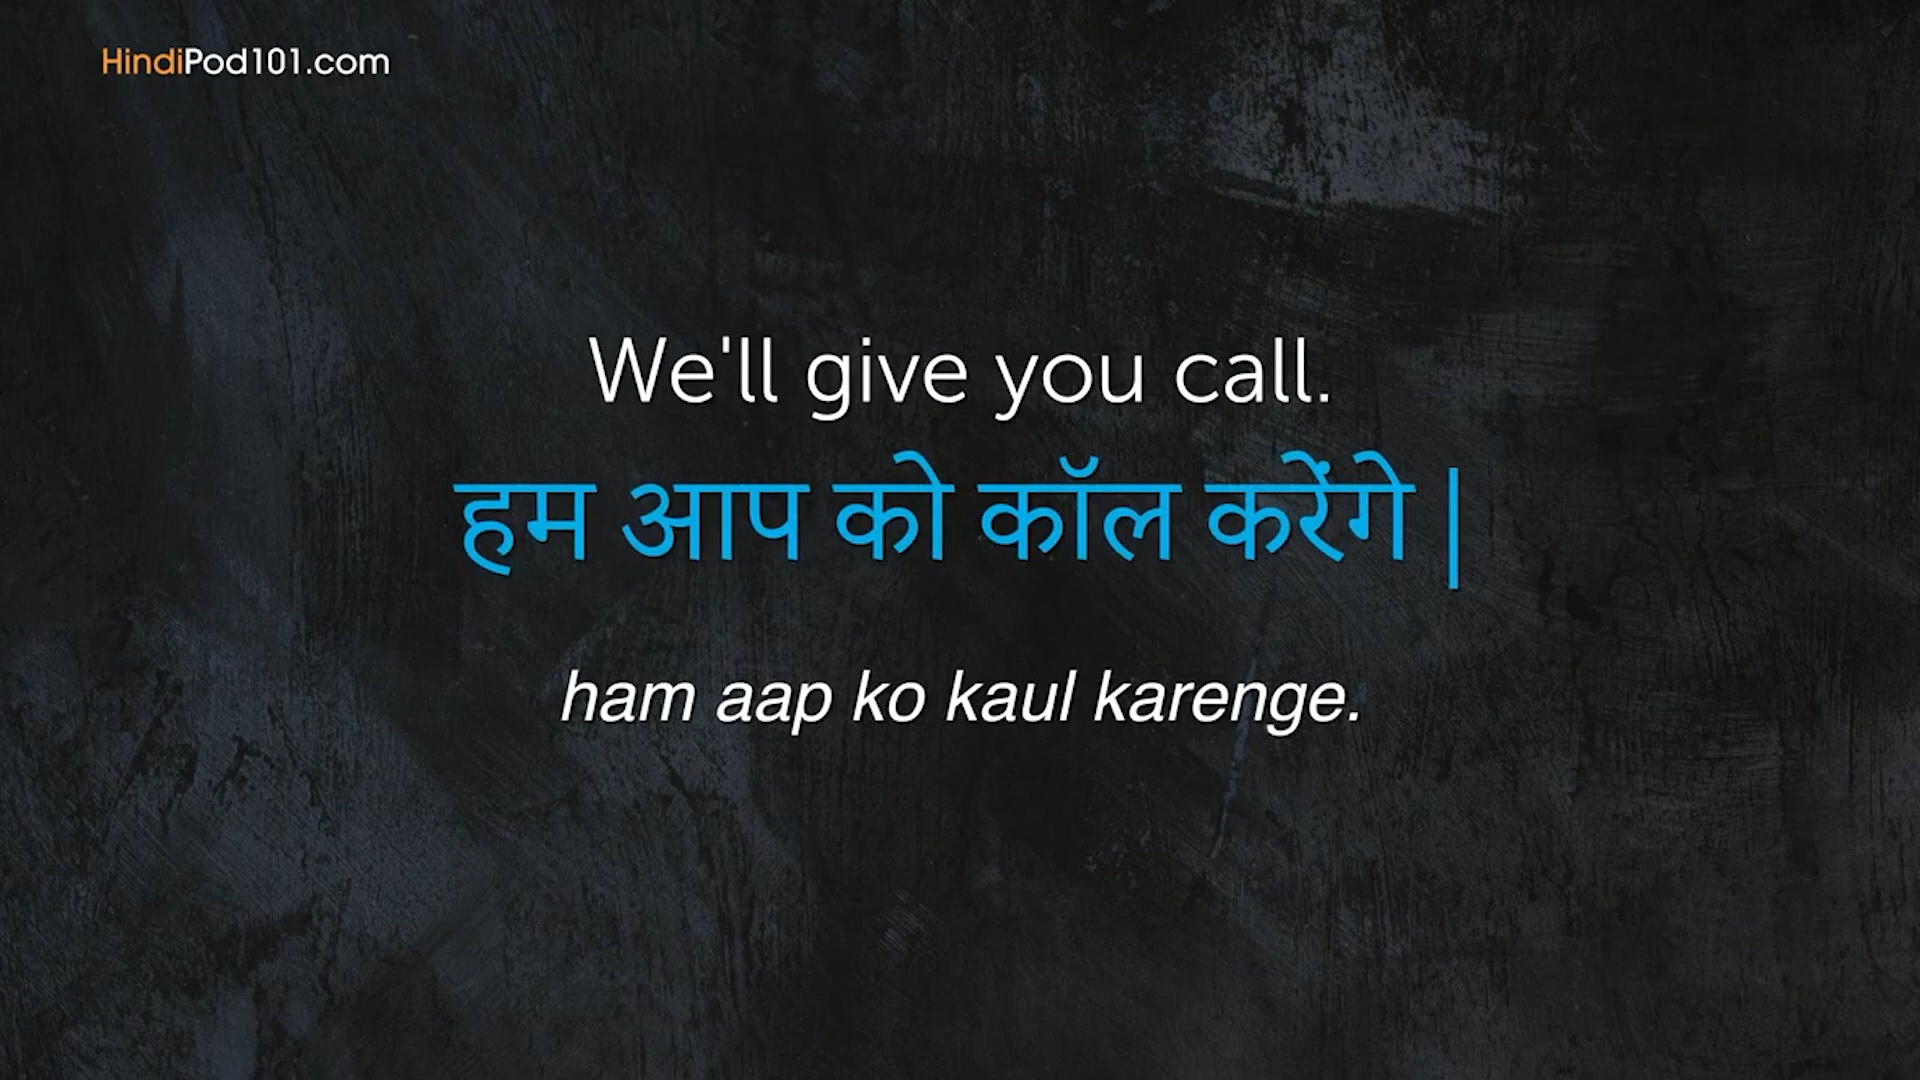 HindiPod101.com
We'll give you call.
हम आप को कॉल करेंगे |
ham aap ko kaul karenge.